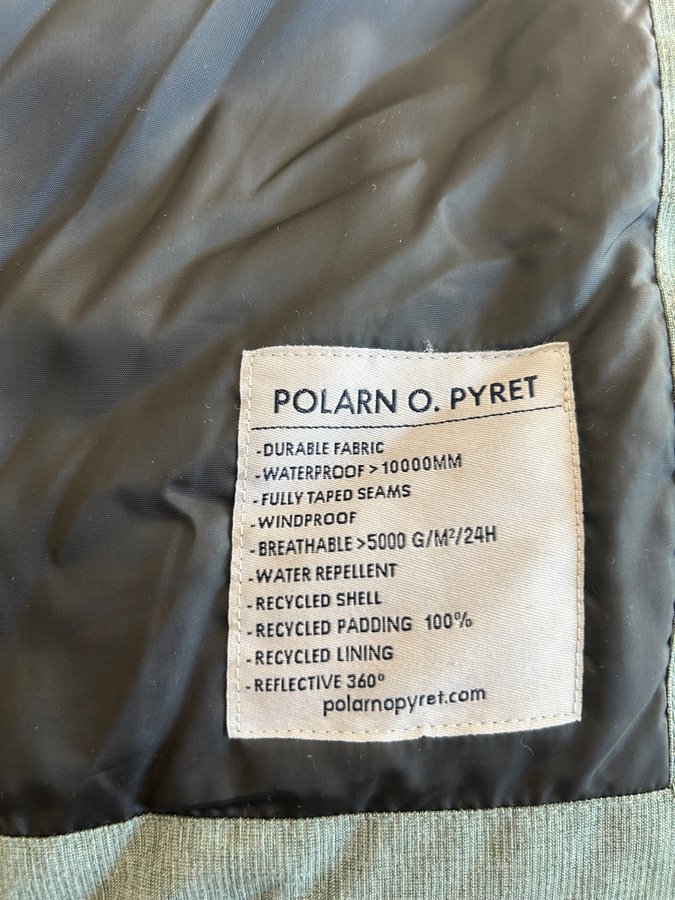 POLARN O. PYRET
-DURABLE FABRIC
-WATERPROOF > 10000MM
-FULLY TAPED SEAMS
-WINDPROOF
-BREATHABLE >5000 G/M²/24H
-WATER REPELLENT
-RECYCLED SHELL
-RECYCLED PADDING 100%
-RECYCLED LINING
-REFLECTIVE 360º
polarnopyret.com